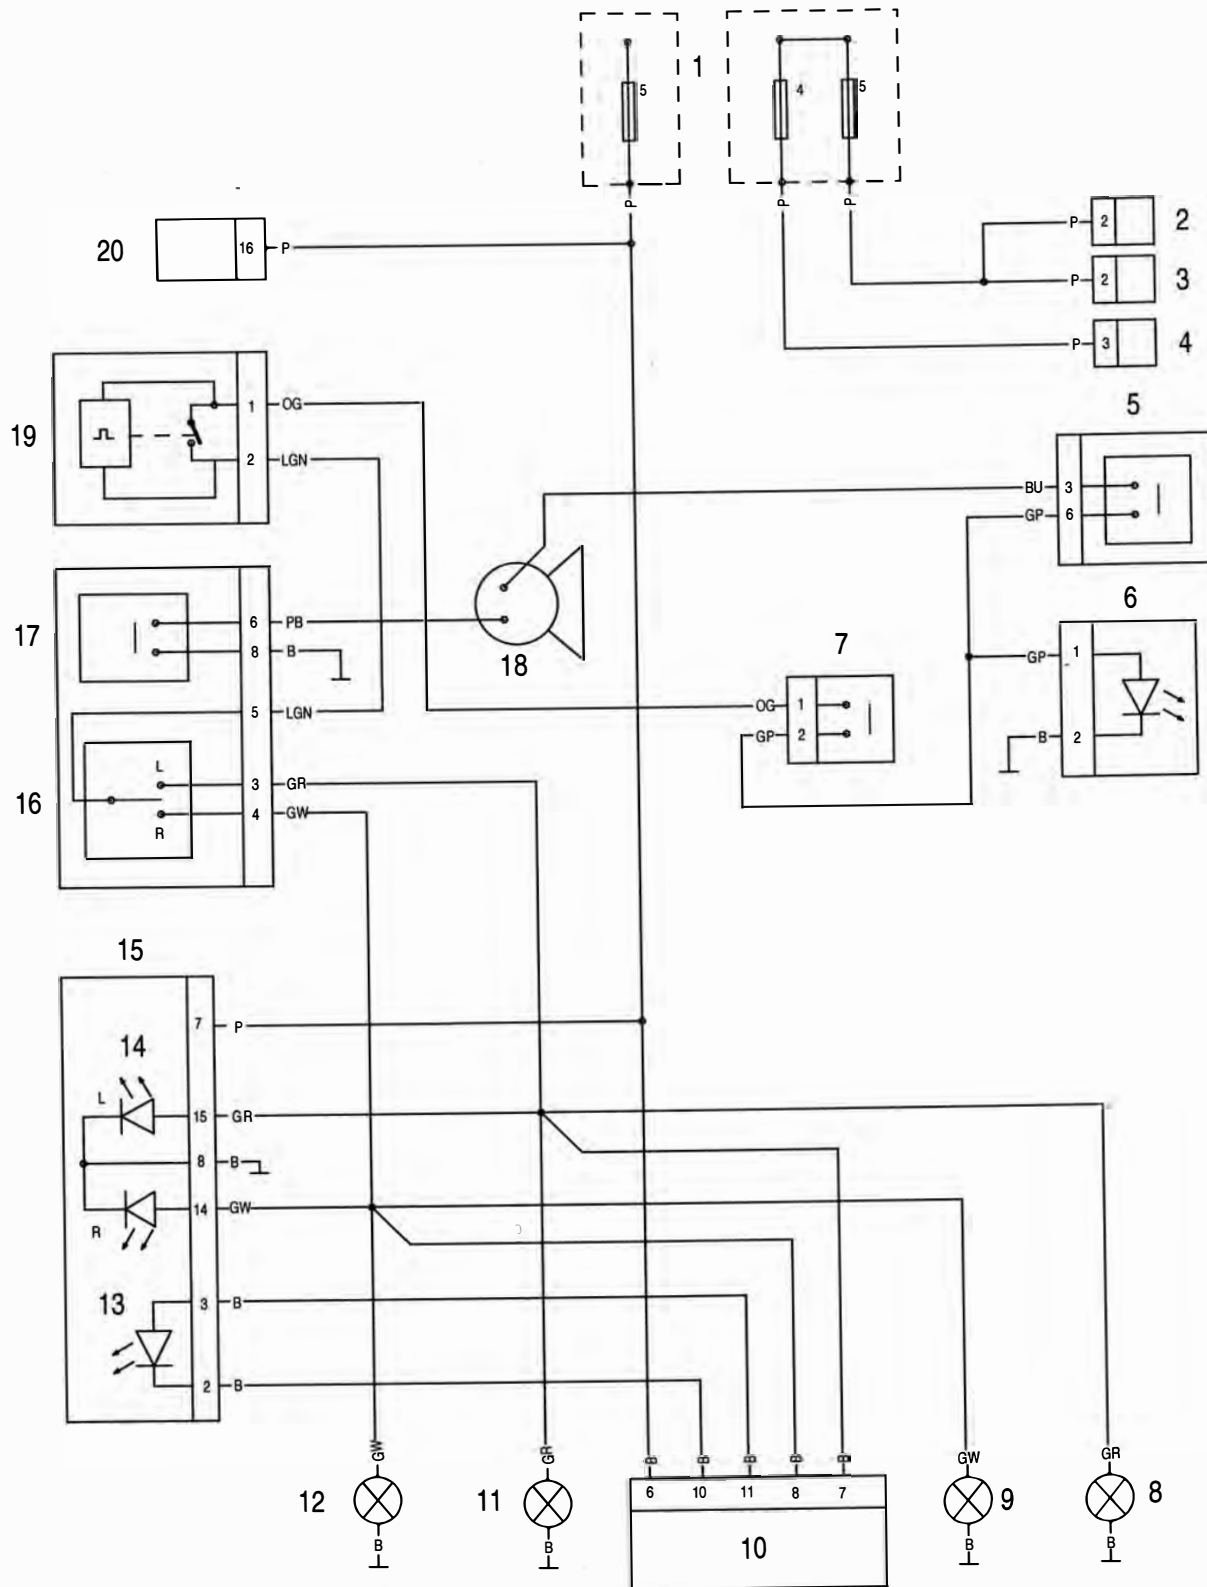 1
5
4 5
P P P
20 16 P
P 2 2
P 2 3
P 3 4
5
19 1 OG
2 LGN
BU 3
GP 6
6
17 6 PB
8 B
18
7
GP 1
5 LGN
OG 1
GP 2
B 2
L
3 GR
16
4 GW
R
15
7 P
14
L
15 GR
8 B
14 GW
R
13
3 B
2 B
GW GR B B B B B GW GR
12 11 6 10 11 8 7 9 8
10
B B B B